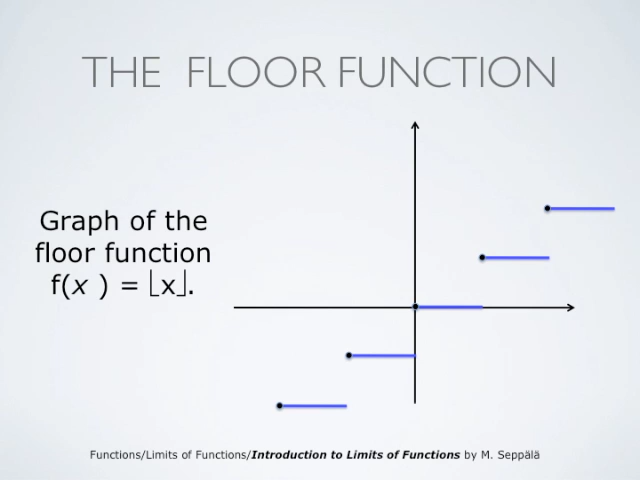 THE FLOOR FUNCTION
Graph of the
floor function
f(x ) = ⌊x⌋.
Functions/Limits of Functions/Introduction to Limits of Functions by M. Seppälä